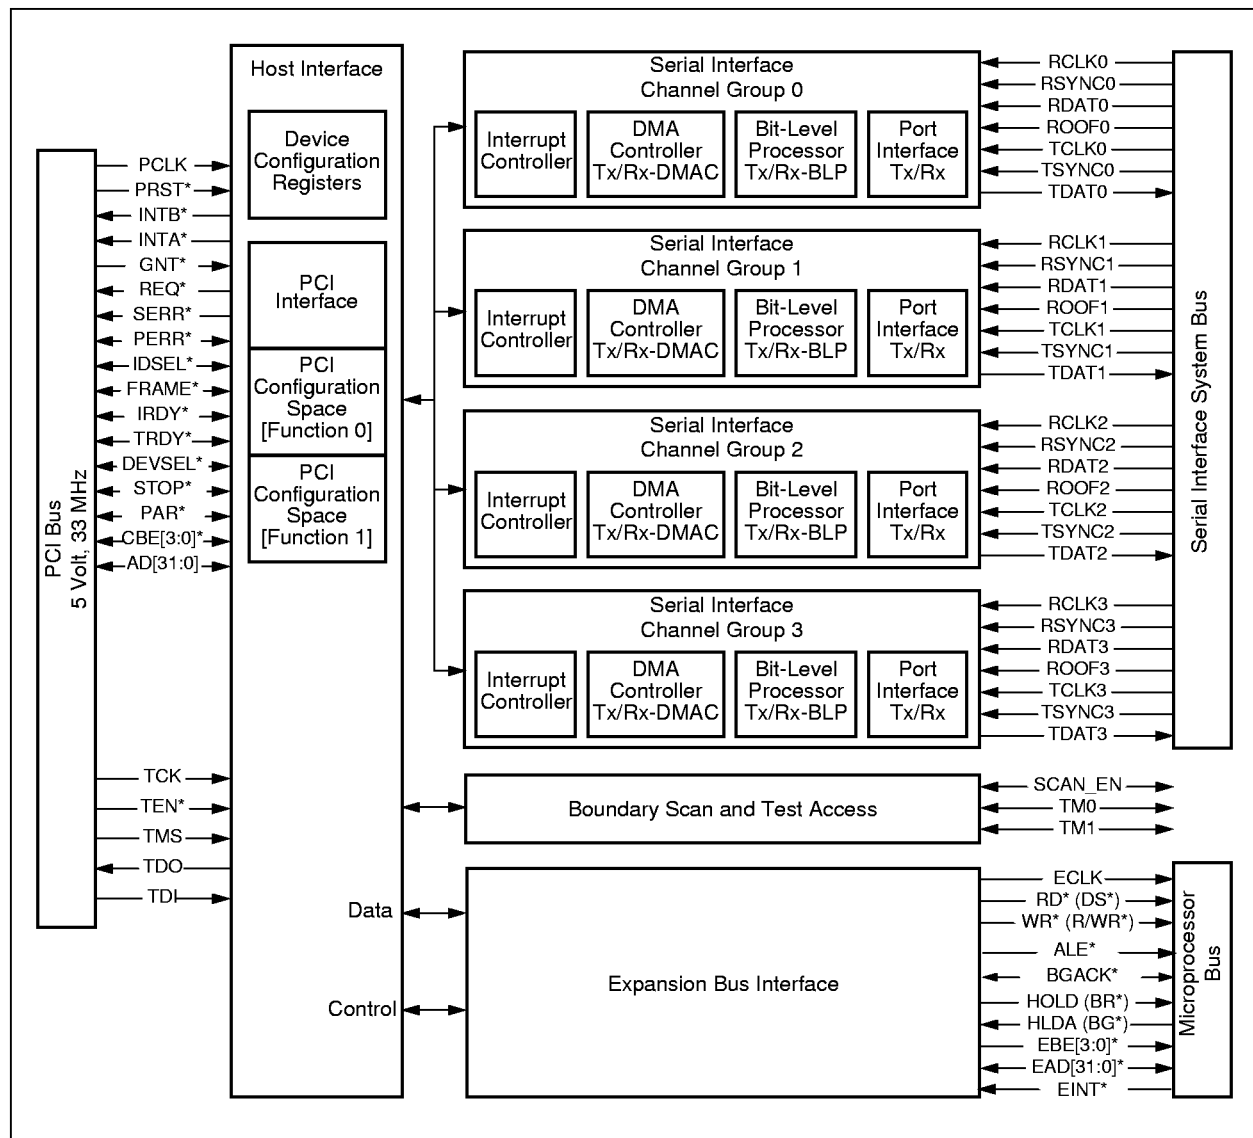 PCI Bus
5 Volt, 33 MHz
PCLK
PRST*
INTB*
INTA*
GNT*
REQ*
SERR*
PERR*
IDSEL*
FRAME*
IRDY*
TRDY*
DEVSEL*
STOP*
PAR*
CBE[3:0]*
AD[31:0]
TCK
TEN*
TMS
TDO
TDI
Host Interface
Device
Configuration
Registers
PCI
Interface
PCI
Configuration
Space
[Function 0]
PCI
Configuration
Space
[Function 1]
Data
Control
Serial Interface
Channel Group 0
Interrupt
Controller
DMA
Controller
Tx/Rx-DMAC
Bit-Level
Processor
Tx/Rx-BLP
Port
Interface
Tx/Rx
RCLK0
RSYNC0
RDAT0
ROOF0
TCLK0
TSYNC0
TDAT0
Serial Interface
Channel Group 1
Interrupt
Controller
DMA
Controller
Tx/Rx-DMAC
Bit-Level
Processor
Tx/Rx-BLP
Port
Interface
Tx/Rx
RCLK1
RSYNC1
RDAT1
ROOF1
TCLK1
TSYNC1
TDAT1
Serial Interface
Channel Group 2
Interrupt
Controller
DMA
Controller
Tx/Rx-DMAC
Bit-Level
Processor
Tx/Rx-BLP
Port
Interface
Tx/Rx
RCLK2
RSYNC2
RDAT2
ROOF2
TCLK2
TSYNC2
TDAT2
Serial Interface
Channel Group 3
Interrupt
Controller
DMA
Controller
Tx/Rx-DMAC
Bit-Level
Processor
Tx/Rx-BLP
Port
Interface
Tx/Rx
RCLK3
RSYNC3
RDAT3
ROOF3
TCLK3
TSYNC3
TDAT3
Serial Interface System Bus
Boundary Scan and Test Access
SCAN_EN
TM0
TM1
Expansion Bus Interface
ECLK
RD* (DS*)
WR* (R/WR*)
ALE*
BGACK*
HOLD (BR*)
HLDA (BG*)
EBE[3:0]*
EAD[31:0]*
EINT*
Microprocessor
Bus